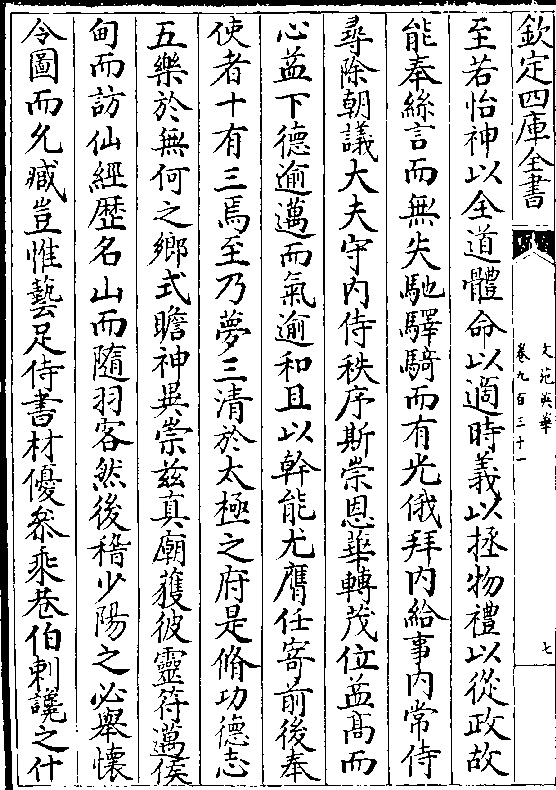 欽定四庫全書
文苑英華
卷九百三十一
七
至若怡神以全道體命以適時義以拯物禮以從政故
能奉絲言而無失馳驛騎而有光俄拜内給事内常侍
尋除朝議大夫守内侍秩序斯崇恩華轉茂位益髙而
心益下德逾邁而氣逾和且以幹能尤膺任寄前後奉
使者十有三焉至乃夢三清於太極之府是脩功德志
五樂於無何之鄉式瞻神異崇兹真廟蒦彼靈符邁侯
甸而訪仙經歴名山而隨羽客然後稽少陽之必舉懐
令圖而允臧豈惟藝足侍書材優叅乘巷伯刺讒之什